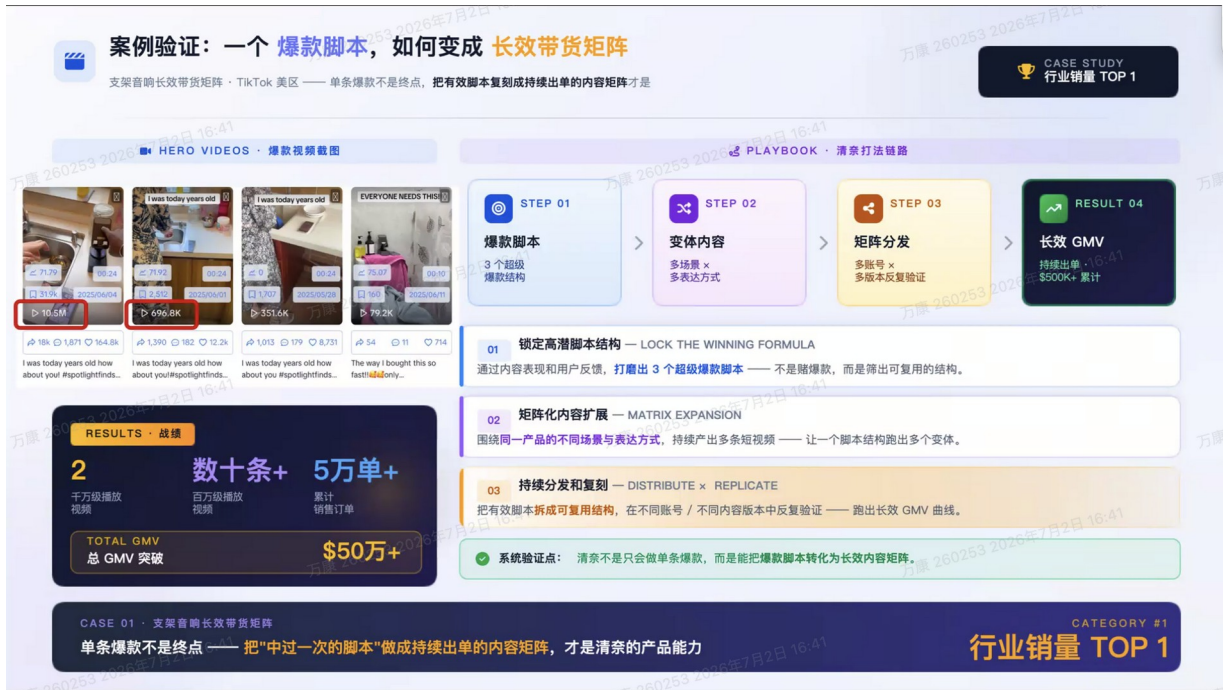 案例验证：一个 爆款脚本，如何变成 长效带货矩阵
支架音响长效带货矩阵 · TikTok 美区 —— 单条爆款不是终点，把有效脚本复刻成持续出单的内容矩阵才是
CASE STUDY
行业销量 TOP 1
HERO VIDEOS · 爆款视频截图
I was today years old
I was today years old
EVERYONE NEEDS THIS
71.79 00:24
71.92 00:24
0 00:24
75.07 00:10
31.9k 2025/06/04
2,512 2025/06/01
1,707 2025/05/28
160 2025/06/11
10.5M
696.8K
351.6K
79.2K
18k 1,871 164.8k
1,390 182 12.2k
1,013 179 8,731
54 11 714
I was today years old how
about you! #spotlightfinds...
I was today years old how
about you!#spotlightfinds...
I was today years old how
about you #spotlightfinds...
The way I bought this so
fast!!🥰🥰only...
RESULTS · 战绩
2
千万级播放
视频
数十条+
百万级播放
视频
5万单+
累计
销售订单
TOTAL GMV
总 GMV 突破
$50万+
PLAYBOOK · 清奈打法链路
STEP 01
爆款脚本
3 个超级
爆款结构
STEP 02
变体内容
多场景 ×
多表达方式
STEP 03
矩阵分发
多账号 ×
多版本反复验证
RESULT 04
长效 GMV
持续出单 ·
$500K+ 累计
01 锁定高潜脚本结构 — LOCK THE WINNING FORMULA
通过内容表现和用户反馈，打磨出 3 个超级爆款脚本 —— 不是赌爆款，而是筛出可复用的结构。
02 矩阵化内容扩展 — MATRIX EXPANSION
围绕同一产品的不同场景与表达方式，持续产出多条短视频 —— 让一个脚本结构跑出多个变体。
03 持续分发和复刻 — DISTRIBUTE × REPLICATE
把有效脚本拆成可复用结构，在不同账号 / 不同内容版本中反复验证 —— 跑出长效 GMV 曲线。
系统验证点： 清奈不是只会做单条爆款，而是能把爆款脚本转化为长效内容矩阵。
CASE 01 · 支架音响长效带货矩阵
单条爆款不是终点 —— 把"中过一次的脚本"做成持续出单的内容矩阵，才是清奈的产品能力
CATEGORY #1
行业销量 TOP 1
万康 260253 2026年7月2日 16:41